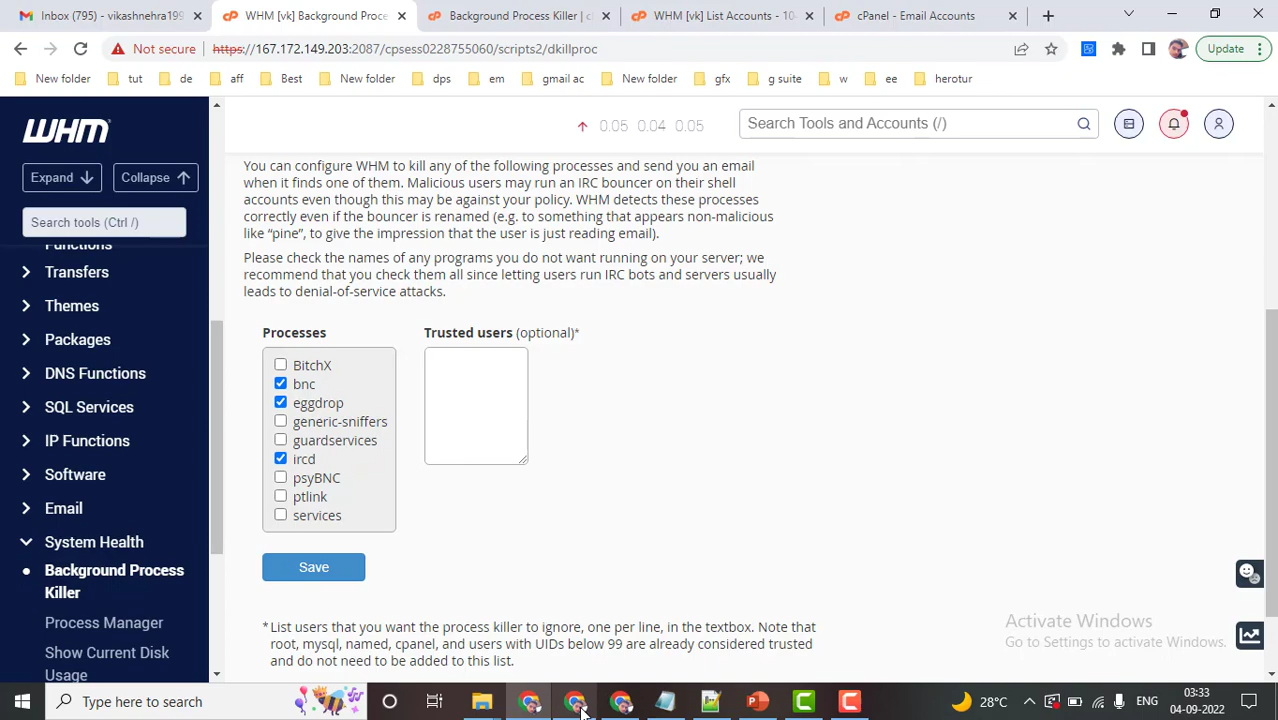 Inbox (795) - vikashnehra199
WHM [vk] Background Proce
Background Process Killer | c
WHM [vk] List Accounts - 10
cPanel - Email Accounts
Not secure
https://167.172.149.203:2087/cpsess0228755060/scripts2/dkillproc
Update
New folder
tut
de
aff
Best
New folder
dps
em
gmail ac
New folder
gfx
g suite
w
ee
herotur
WHM
0.05 0.04 0.05
Search Tools and Accounts (/)
Expand
Collapse
Search tools (Ctrl /)
Functions
Transfers
Themes
Packages
DNS Functions
SQL Services
IP Functions
Software
Email
System Health
Background Process
Killer
Process Manager
Show Current Disk
Usage
You can configure WHM to kill any of the following processes and send you an email
when it finds one of them. Malicious users may run an IRC bouncer on their shell
accounts even though this may be against your policy. WHM detects these processes
correctly even if the bouncer is renamed (e.g. to something that appears non-malicious
like “pine”, to give the impression that the user is just reading email).
Please check the names of any programs you do not want running on your server; we
recommend that you check them all since letting users run IRC bots and servers usually
leads to denial-of-service attacks.
Processes
Trusted users (optional)*
BitchX
bnc
eggdrop
generic-sniffers
guardservices
ircd
psyBNC
ptlink
services
Save
* List users that you want the process killer to ignore, one per line, in the textbox. Note that
root, mysql, named, cpanel, and users with UIDs below 99 are already considered trusted
and do not need to be added to this list.
Activate Windows
Go to Settings to activate Windows.
Type here to search
28°C
ENG
03:33
04-09-2022